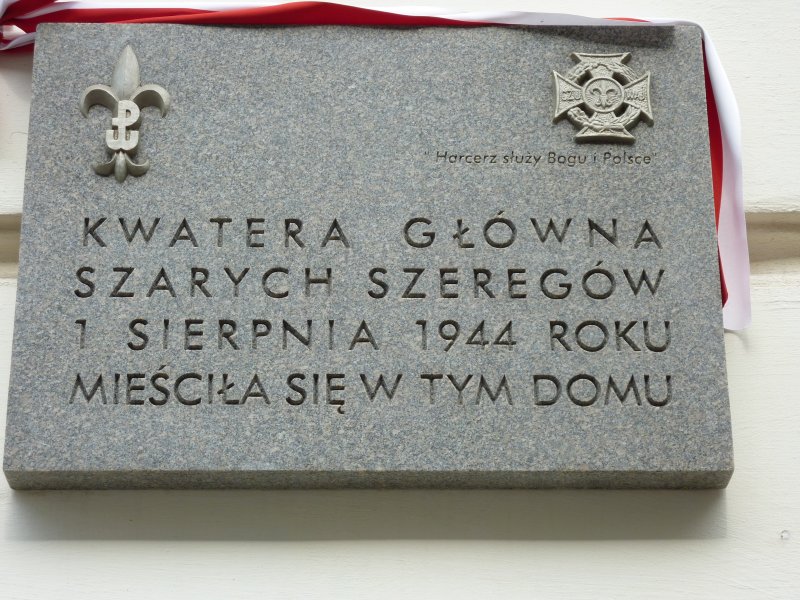 "Harcerz służy Bogu i Polsce"
KWATERA GŁÓWNA
SZARYCH SZEREGÓW
1 SIERPNIA 1944 ROKU
MIEŚCIŁA SIĘ W TYM DOMU